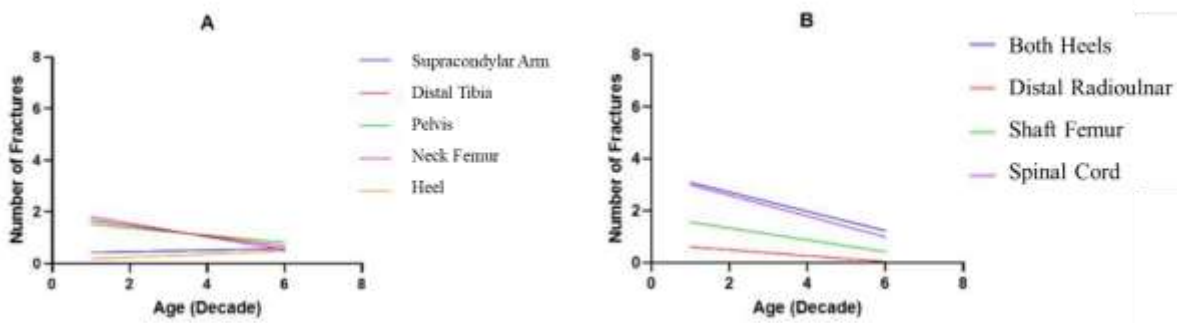 A
Number of Fractures
8
6
4
2
0
0 2 4 6 8
Age (Decade)
Supracondylar Arm
Distal Tibia
Pelvis
Neck Femur
Heel
B
Number of Fractures
8
6
4
2
0
0 2 4 6 8
Age (Decade)
Both Heels
Distal Radioulnar
Shaft Femur
Spinal Cord